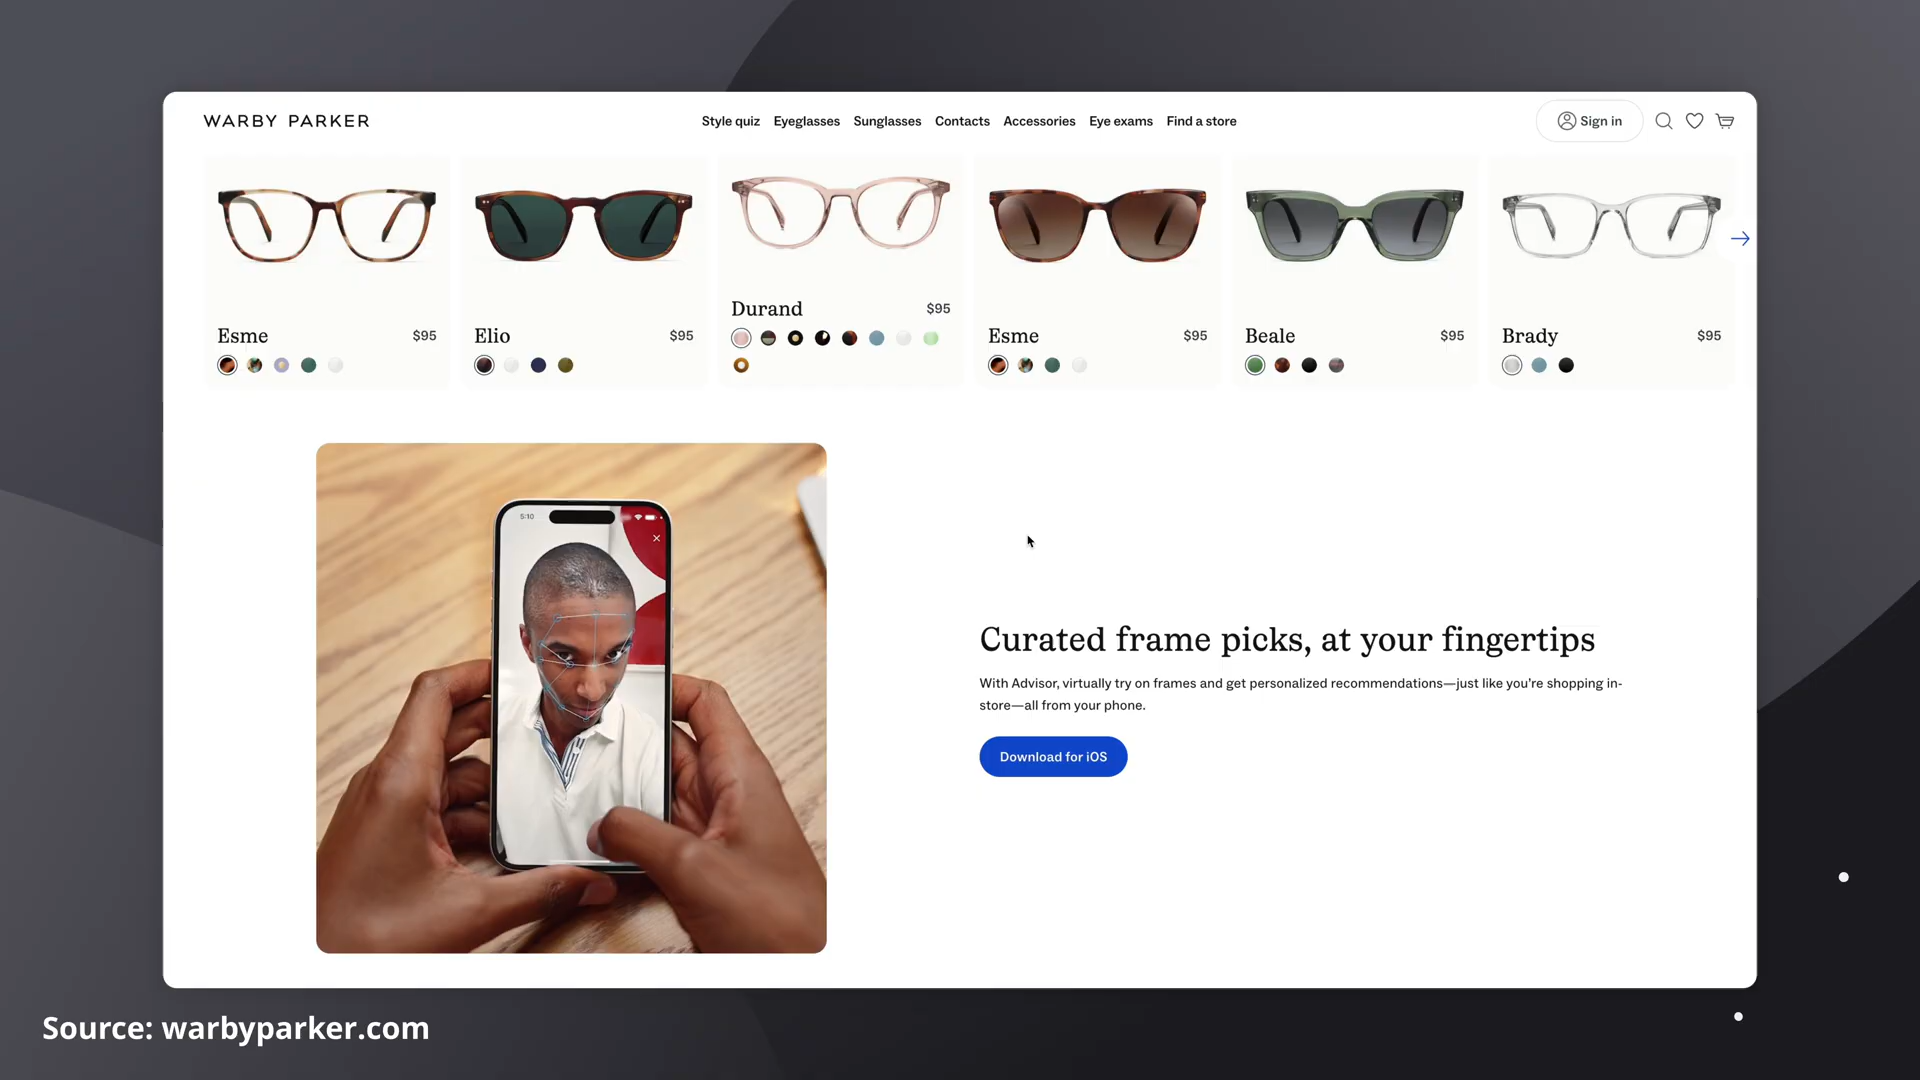 WARBY PARKER
Style quiz
Eyeglasses
Sunglasses
Contacts
Accessories
Eye exams
Find a store
Sign in
Esme
$95
Elio
$95
Durand
$95
Esme
$95
Beale
$95
Brady
$95
5:10
Curated frame picks, at your fingertips
With Advisor, virtually try on frames and get personalized recommendations—just like you’re shopping in-
store—all from your phone.
Download for iOS
Source: warbyparker.com